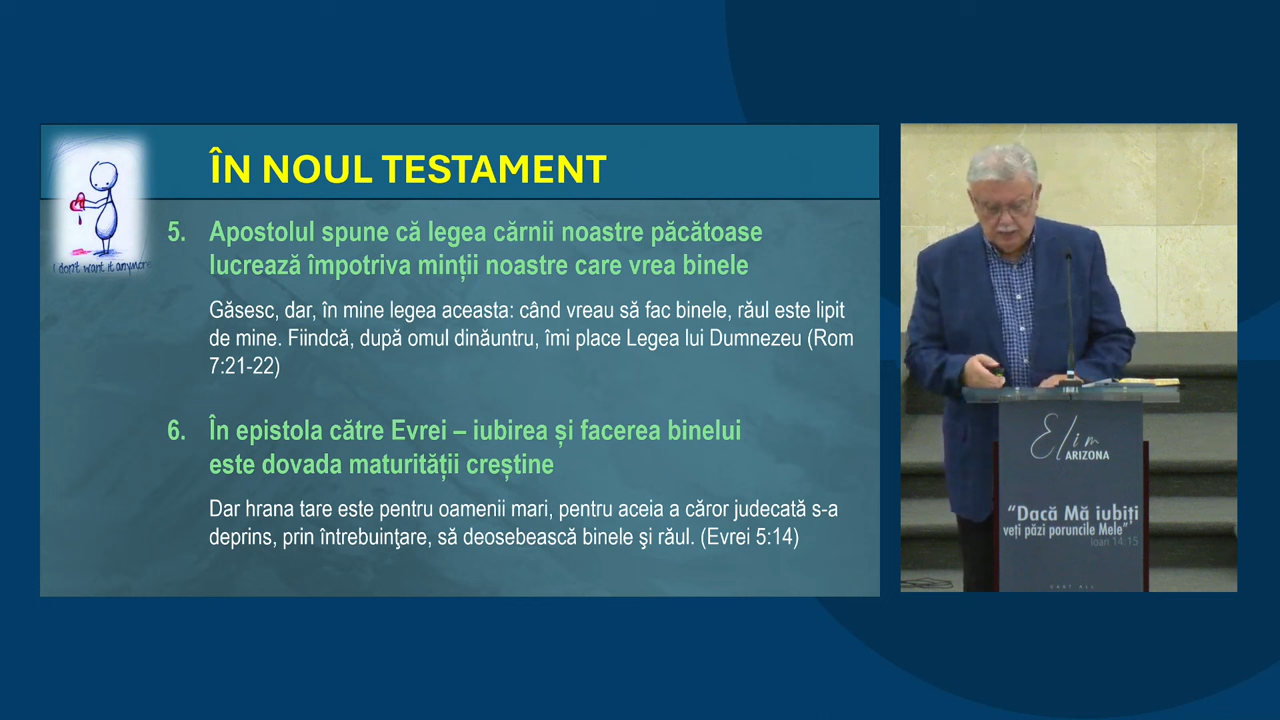 ÎN NOUL TESTAMENT
I don't want it anymore
5. Apostolul spune că legea cărnii noastre păcătoase
lucrează împotriva minții noastre care vrea binele
Găsesc, dar, în mine legea aceasta: când vreau să fac binele, răul este lipit
de mine. Fiindcă, după omul dinăuntru, îmi place Legea lui Dumnezeu (Rom
7:21-22)
6. În epistola către Evrei – iubirea și facerea binelui
este dovada maturității creștine
Dar hrana tare este pentru oamenii mari, pentru aceia a căror judecată s-a
deprins, prin întrebuinţare, să deosebească binele şi răul. (Evrei 5:14)
Elim
ARIZONA
“Dacă Mă iubiți
veți păzi poruncile Mele”
Ioan 14:15